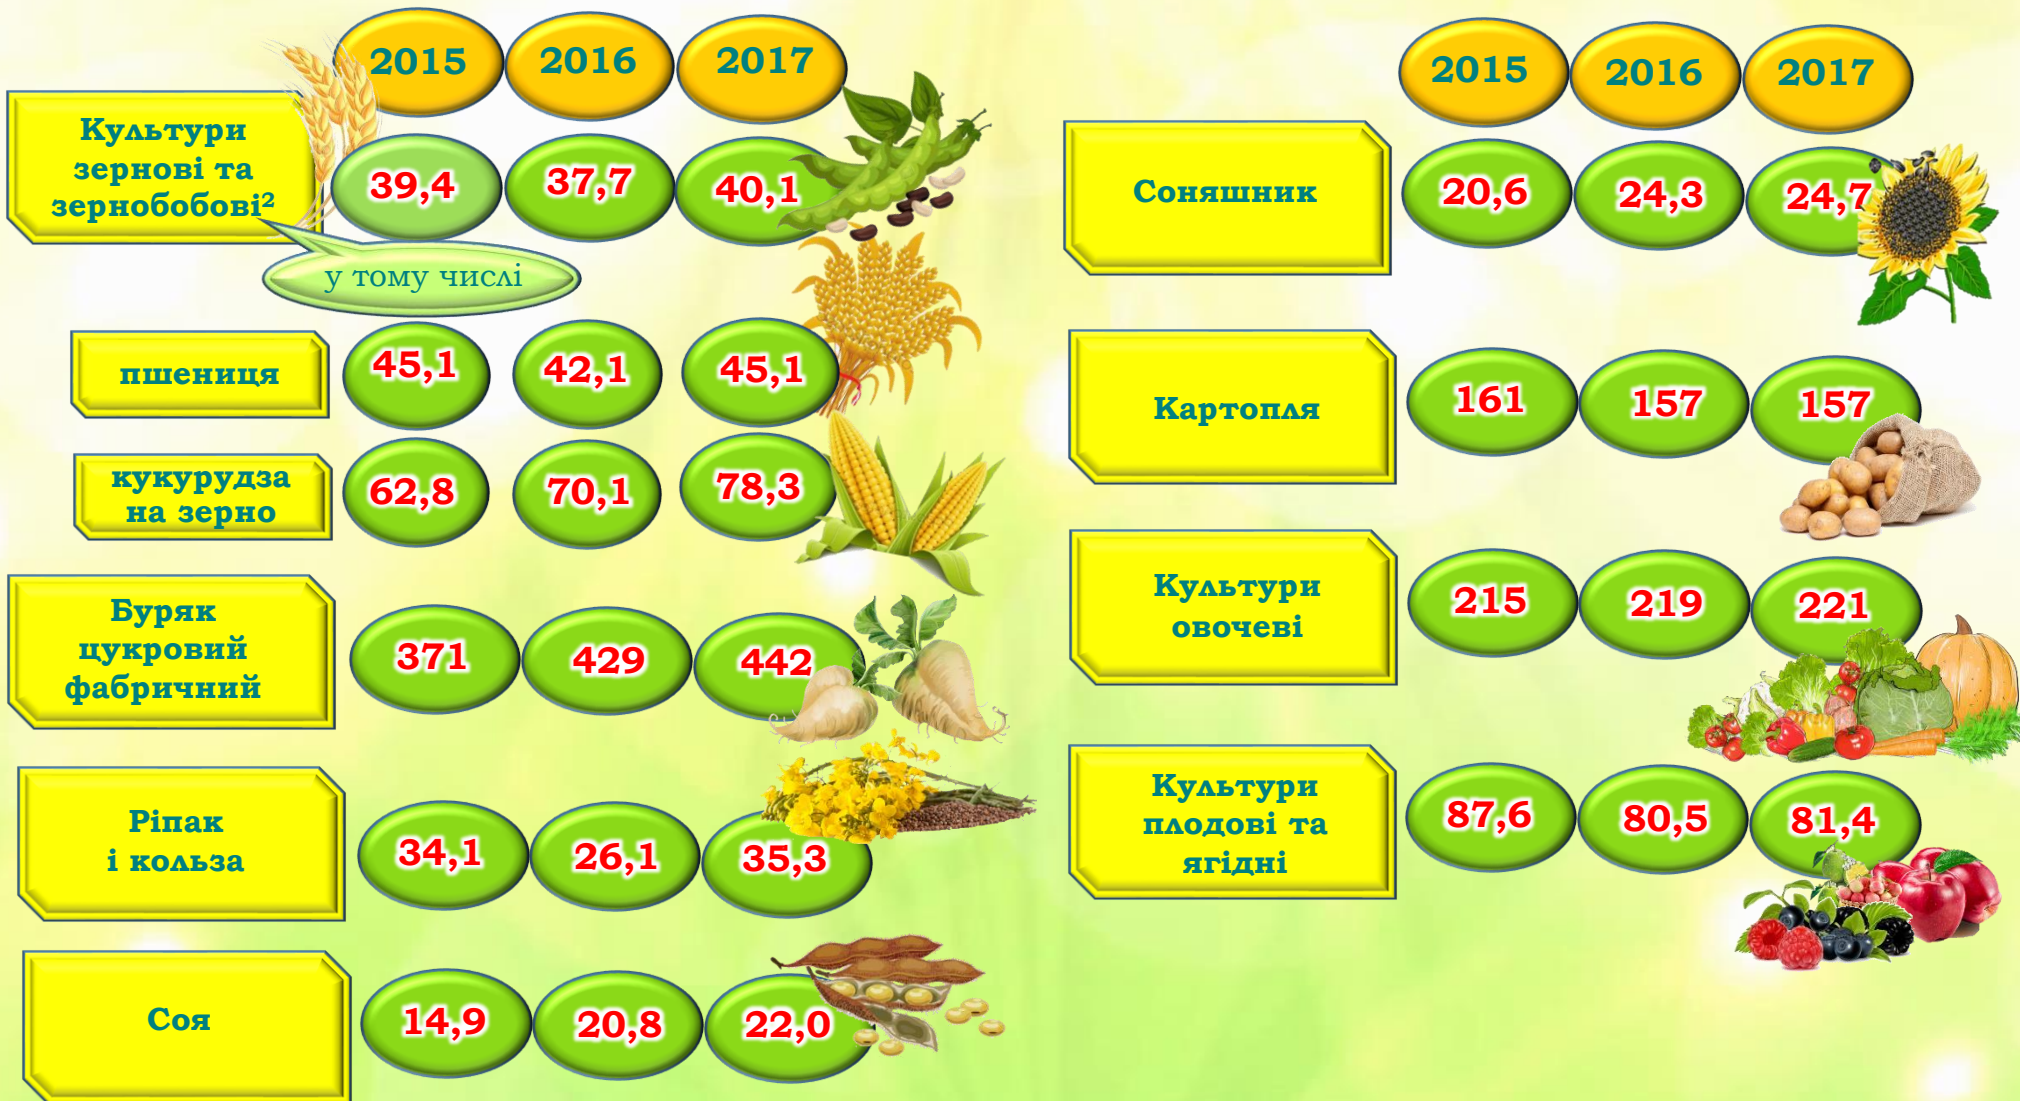 2015 2016 2017
Культури
зернові та
зернобобові²
39,4 37,7 40,1
у тому числі
пшениця
45,1 42,1 45,1
кукурудза
на зерно
62,8 70,1 78,3
Буряк
цукровий
фабричний
371 429 442
Ріпак
і кольза
34,1 26,1 35,3
Соя
14,9 20,8 22,0
2015 2016 2017
Соняшник
20,6 24,3 24,7
Картопля
161 157 157
Культури
овочеві
215 219 221
Культури
плодові та
ягідні
87,6 80,5 81,4